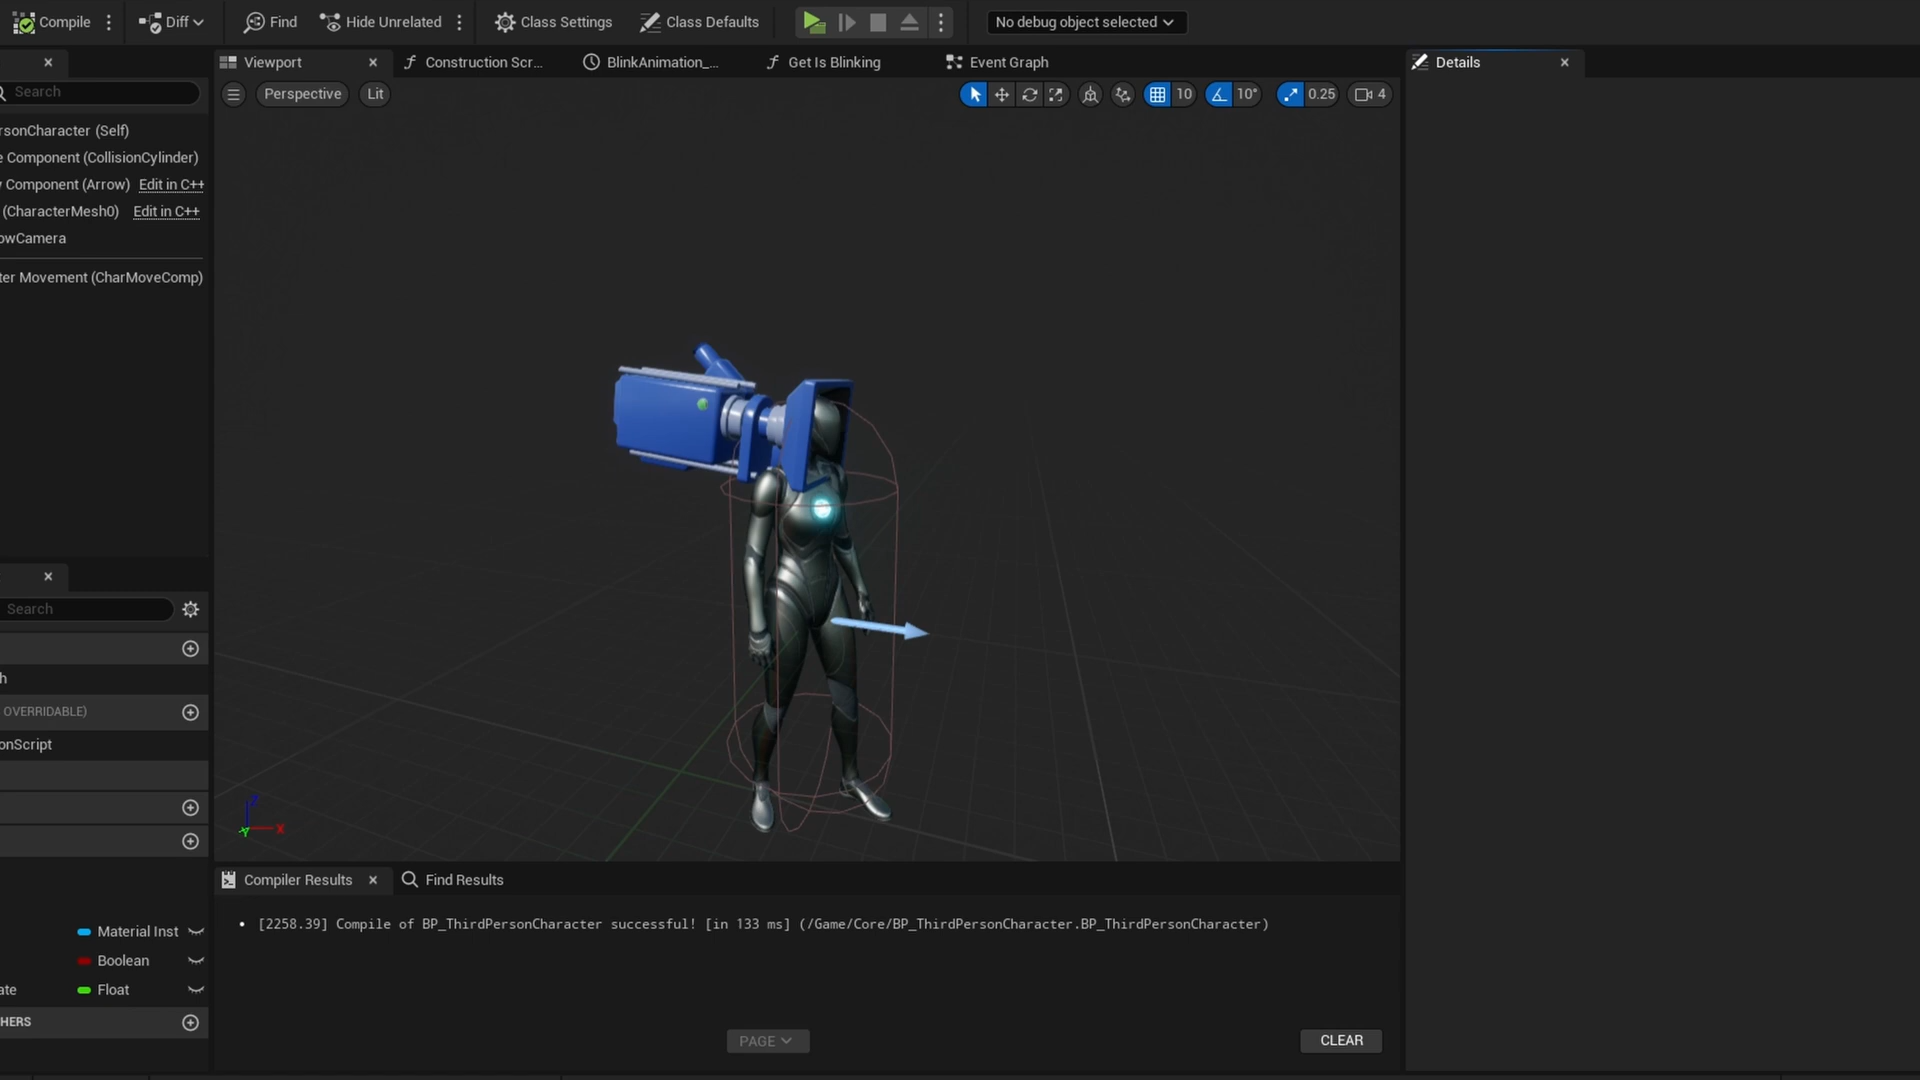 Compile
Diff
Find
Hide Unrelated
Class Settings
Class Defaults
No debug object selected
Viewport
Construction Scr...
BlinkAnimation_...
Get Is Blinking
Event Graph
Details
Search
Perspective
Lit
10
10°
0.25
4
rsonCharacter (Self)
e Component (CollisionCylinder)
v Component (Arrow) Edit in C++
(CharacterMesh0) Edit in C++
owCamera
ter Movement (CharMoveComp)
Search
h
OVERRIDABLE)
onScript
Z
Y
X
Compiler Results
Find Results
• [2258.39] Compile of BP_ThirdPersonCharacter successful! [in 133 ms] (/Game/Core/BP_ThirdPersonCharacter.BP_ThirdPersonCharacter)
Material Inst
Boolean
ate Float
HERS
PAGE
CLEAR